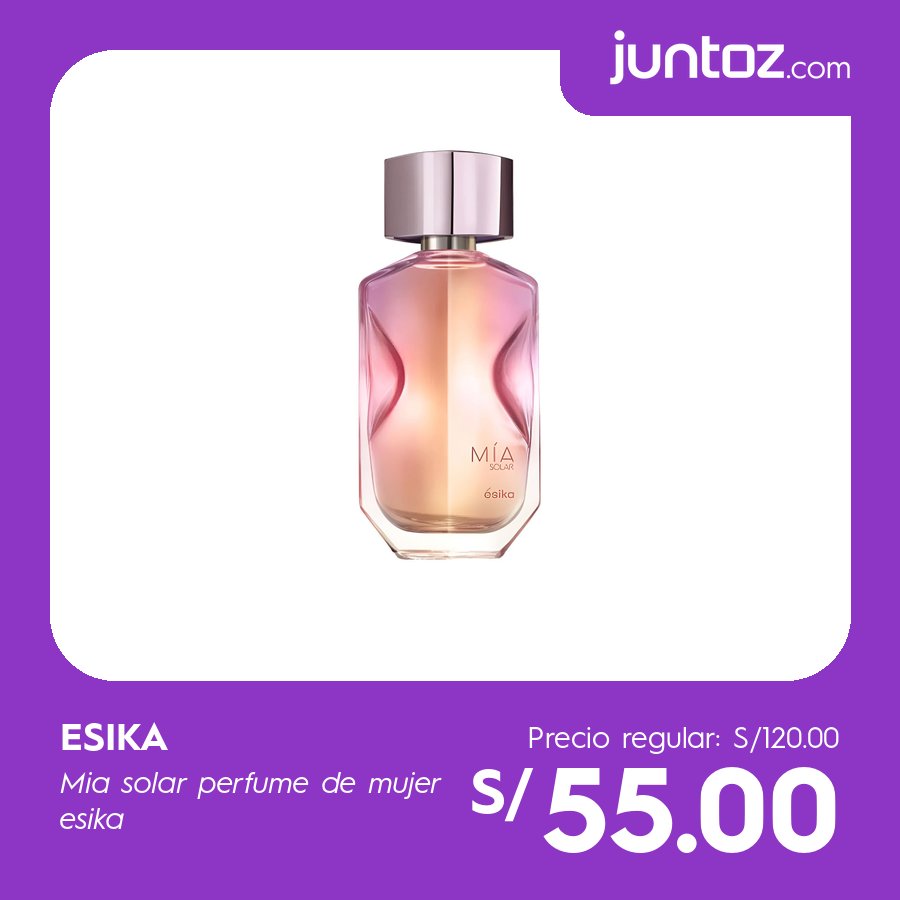 juntoz.com
MÍA
SOLAR
ésika
ESIKA
Mia solar perfume de mujer
esika
Precio regular: S/120.00
S/55.00